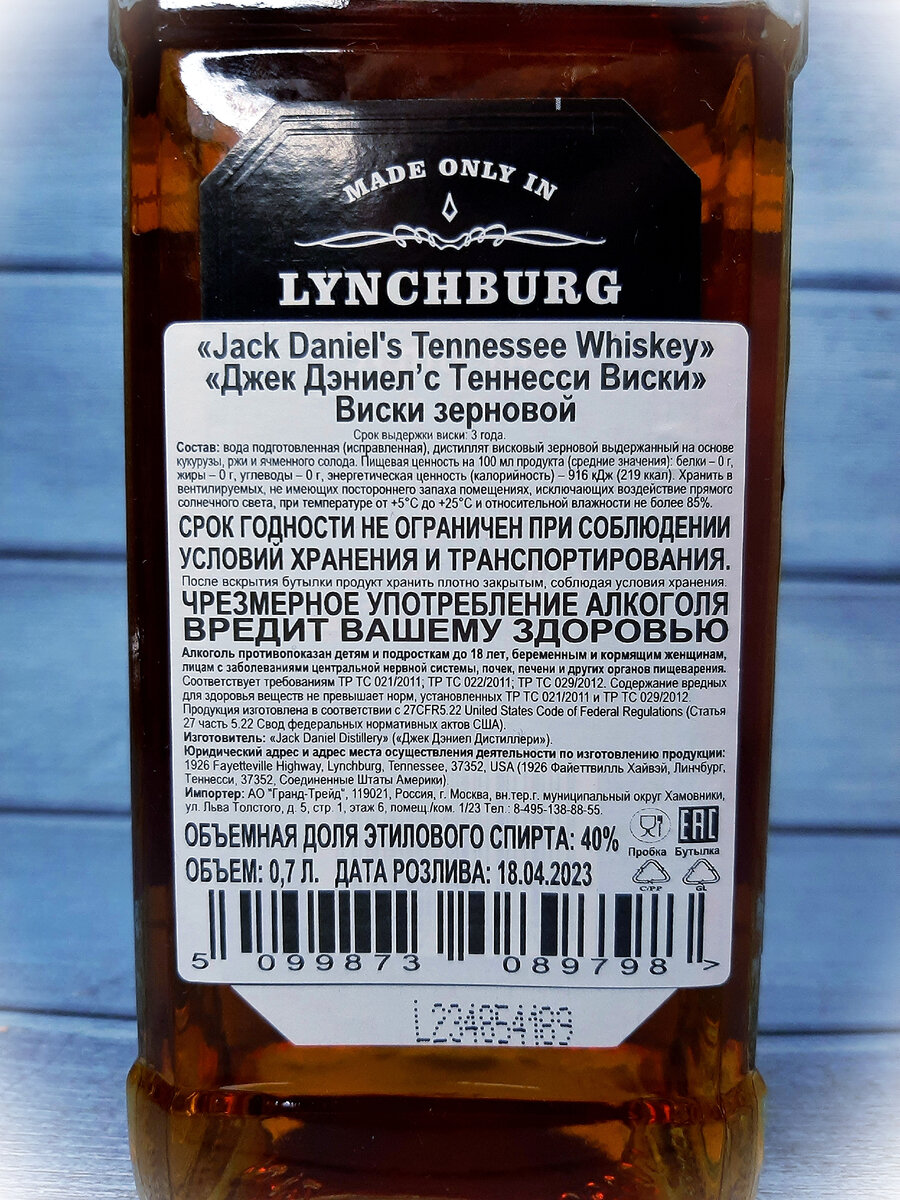 MADE ONLY IN
LYNCHBURG
«Jack Daniel's Tennessee Whiskey»
«Джек Дэниел’с Теннесси Виски»
Виски зерновой
Срок выдержки виски: 3 года.
Состав: вода подготовленная (исправленная), дистиллят висковый зерновой выдержанный на основе
кукурузы, ржи и ячменного солода. Пищевая ценность на 100 мл продукта (средние значения): белки – 0 г,
жиры – 0 г, углеводы – 0 г, энергетическая ценность (калорийность) – 916 кДж (219 ккал). Хранить в
вентилируемых, не имеющих постороннего запаха помещениях, исключающих воздействие прямого
солнечного света, при температуре от +5°С до +25°С и относительной влажности не более 85%.
СРОК ГОДНОСТИ НЕ ОГРАНИЧЕН ПРИ СОБЛЮДЕНИИ
УСЛОВИЙ ХРАНЕНИЯ И ТРАНСПОРТИРОВАНИЯ.
После вскрытия бутылки продукт хранить плотно закрытым, соблюдая условия хранения.
ЧРЕЗМЕРНОЕ УПОТРЕБЛЕНИЕ АЛКОГОЛЯ
ВРЕДИТ ВАШЕМУ ЗДОРОВЬЮ
Алкоголь противопоказан детям и подросткам до 18 лет, беременным и кормящим женщинам,
лицам с заболеваниями центральной нервной системы, почек, печени и других органов пищеварения.
Соответствует требованиям ТР ТС 021/2011; ТР ТС 022/2011; ТР ТС 029/2012. Содержание вредных
для здоровья веществ не превышает норм, установленных ТР ТС 021/2011 и ТР ТС 029/2012.
Продукция изготовлена в соответствии с 27CFR5.22 United States Code of Federal Regulations (Статья
27 часть 5.22 Свод федеральных нормативных актов США).
Изготовитель: «Jack Daniel Distillery» («Джек Дэниел Дистиллери»).
Юридический адрес и адрес места осуществления деятельности по изготовлению продукции:
1926 Fayetteville Highway, Lynchburg, Tennessee, 37352, USA (1926 Файеттвилль Хайвэй, Линчбург,
Теннесси, 37352, Соединенные Штаты Америки).
Импортер: АО "Гранд-Трейд", 119021, Россия, г. Москва, вн.тер.г. муниципальный округ Хамовники,
ул. Льва Толстого, д. 5, стр. 1, этаж 6, помещ./ком. 1/23 Тел.: 8-495-138-88-55.
ОБЪЕМНАЯ ДОЛЯ ЭТИЛОВОГО СПИРТА: 40%
EAC
Пробка Бутылка
ОБЪЕМ: 0,7 Л. ДАТА РОЗЛИВА: 18.04.2023
C/PP GL
5 099873 089798 >
L234854189